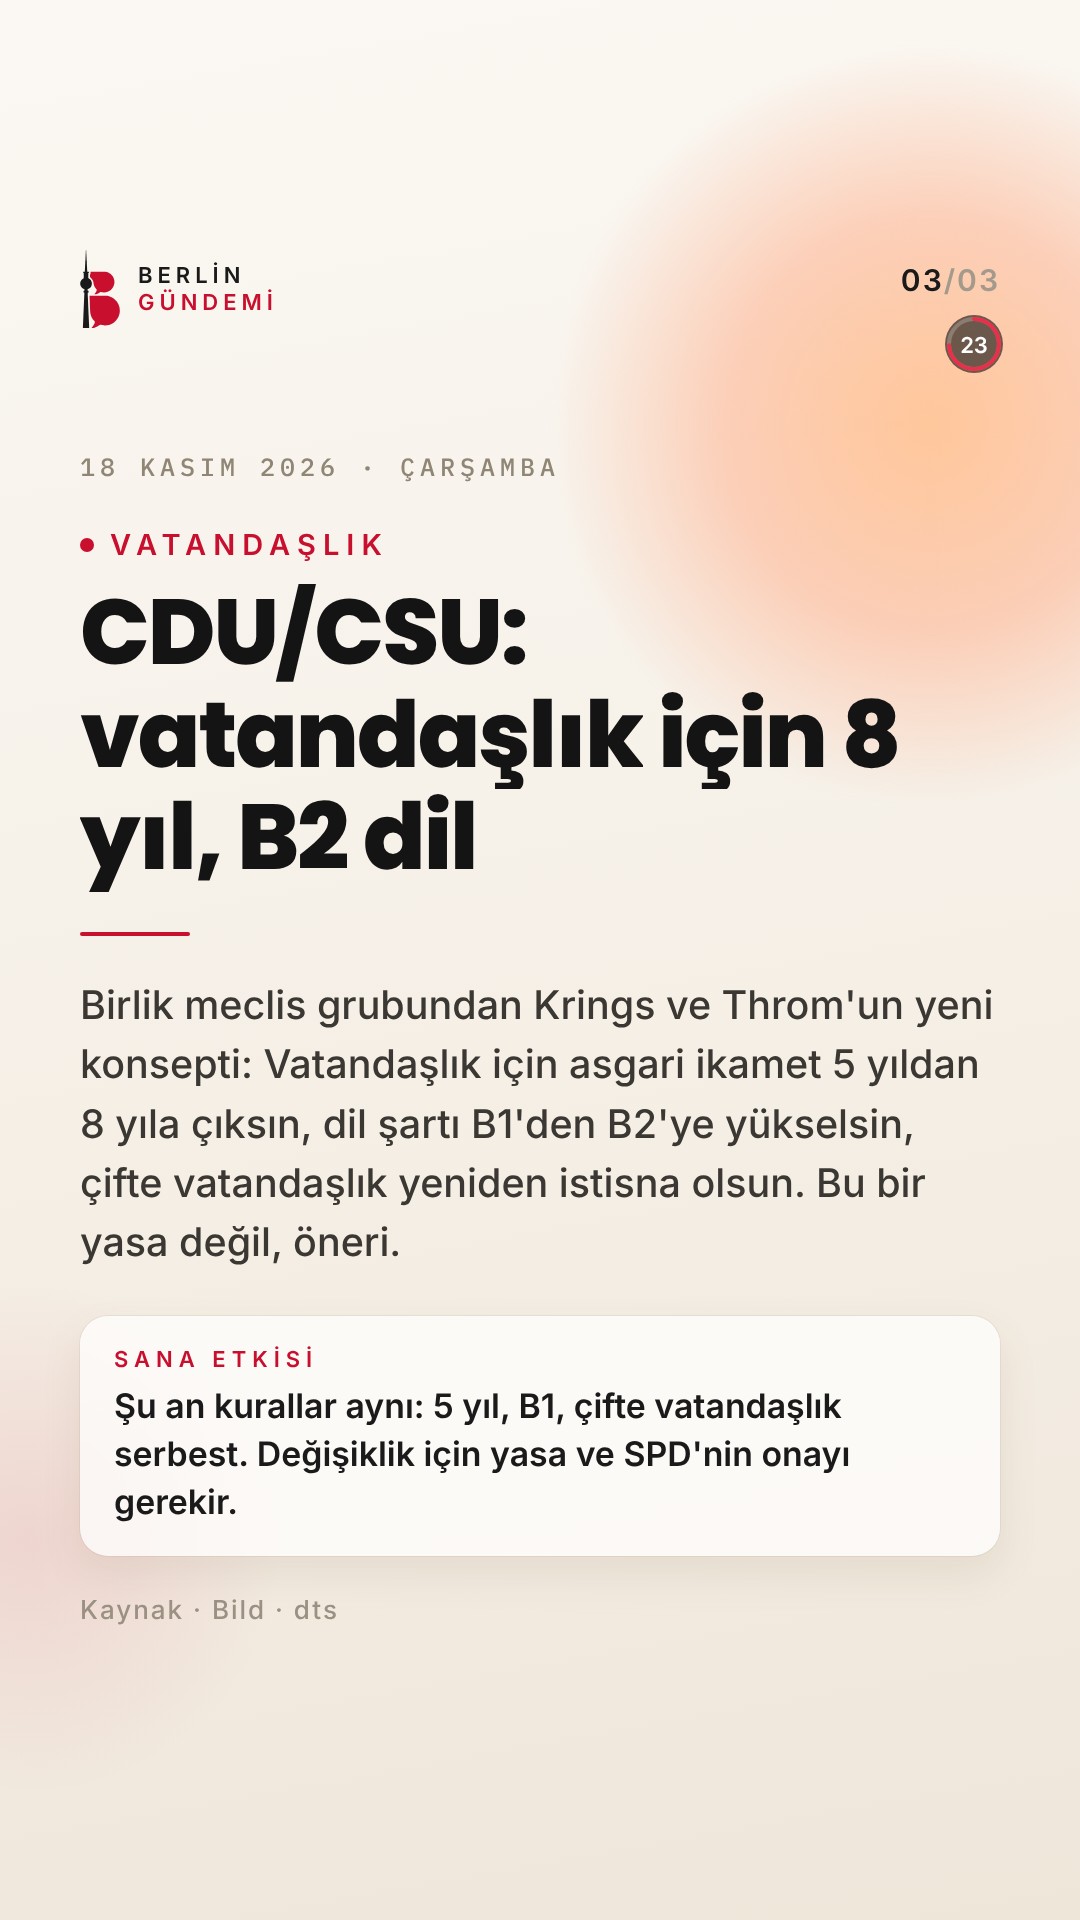 BERLİN
GÜNDEMİ
03/03
23
18 KASIM 2026 · ÇARŞAMBA
VATANDAŞLIK
CDU/CSU:
vatandaşlık için 8
yıl, B2 dil
Birlik meclis grubundan Krings ve Throm'un yeni
konsepti: Vatandaşlık için asgari ikamet 5 yıldan
8 yıla çıksın, dil şartı B1'den B2'ye yükselsin,
çifte vatandaşlık yeniden istisna olsun. Bu bir
yasa değil, öneri.
SANA ETKİSİ
Şu an kurallar aynı: 5 yıl, B1, çifte vatandaşlık
serbest. Değişiklik için yasa ve SPD'nin onayı
gerekir.
Kaynak · Bild · dts